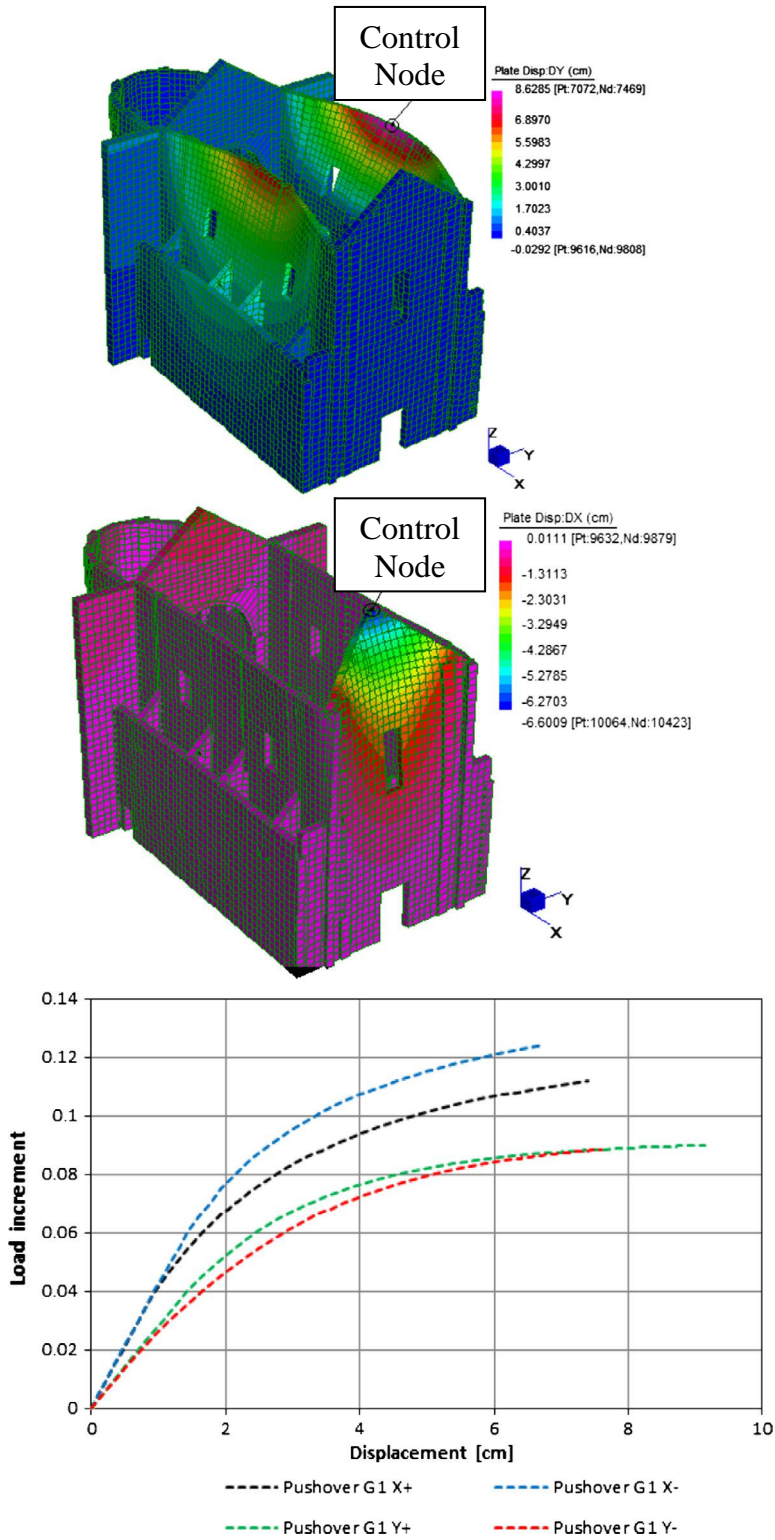 Control
Node
Plate Disp:DY (cm)
8.6285 [Pt:7072,Nd:7469]
6.8970
5.5983
4.2997
3.0010
1.7023
0.4037
-0.0292 [Pt:9616,Nd:9808]
Z
Y
X
Control
Node
Plate Disp:DX (cm)
0.0111 [Pt:9632,Nd:9879]
-1.3113
-2.3031
-3.2949
-4.2867
-5.2785
-6.2703
-6.6009 [Pt:10064,Nd:10423]
Z
Y
X
0.14
0.12
0.1
0.08
0.06
0.04
0.02
0
Load increment
0 2 4 6 8 10
Displacement [cm]
Pushover G1 X+ Pushover G1 X-
Pushover G1 Y+ Pushover G1 Y-